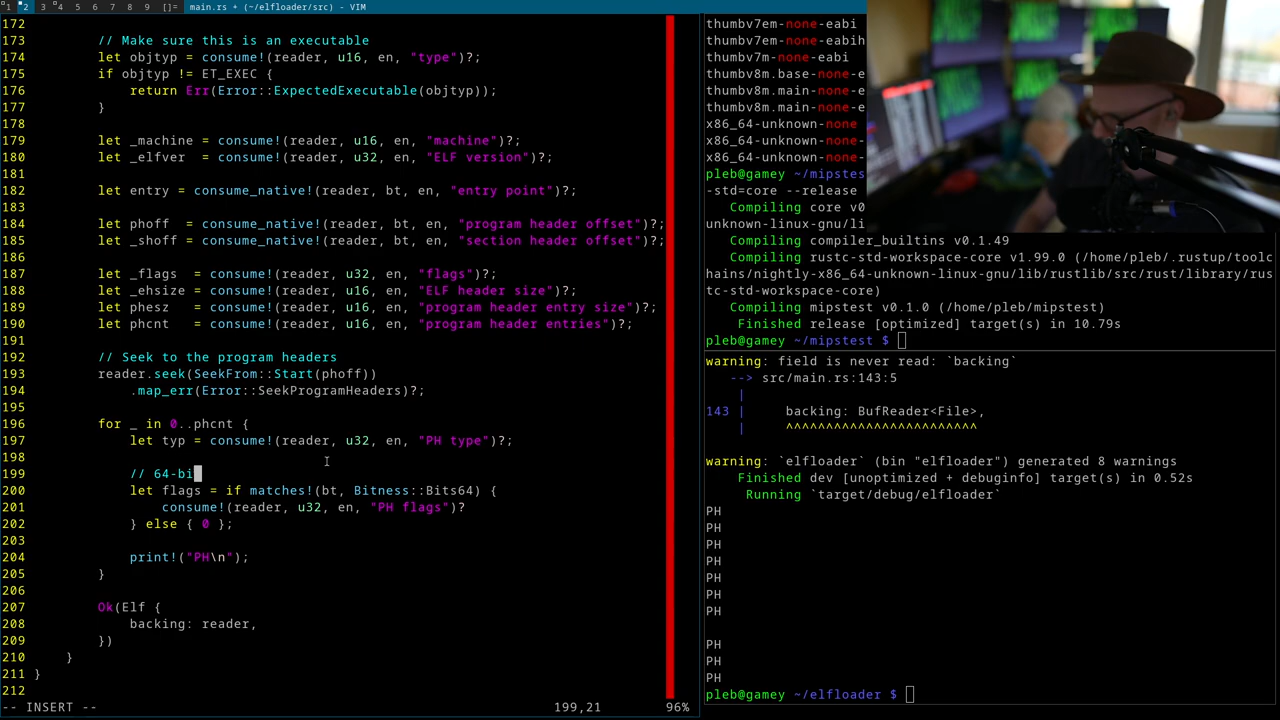 1 2 3 4 5 6 7 8 9 []= main.rs + (~/elfloader/src) - VIM
172
173         // Make sure this is an executable
174         let objtyp = consume!(reader, u16, en, "type")?;
175         if objtyp != ET_EXEC {
176             return Err(Error::ExpectedExecutable(objtyp));
177         }
178
179         let _machine = consume!(reader, u16, en, "machine")?;
180         let _elfver  = consume!(reader, u32, en, "ELF version")?;
181
182         let entry = consume_native!(reader, bt, en, "entry point")?;
183
184         let phoff  = consume_native!(reader, bt, en, "program header offset")?;
185         let _shoff = consume_native!(reader, bt, en, "section header offset")?;
186
187         let _flags  = consume!(reader, u32, en, "flags")?;
188         let _ehsize = consume!(reader, u16, en, "ELF header size")?;
189         let phesz   = consume!(reader, u16, en, "program header entry size")?;
190         let phcnt   = consume!(reader, u16, en, "program header entries")?;
191
192         // Seek to the program headers
193         reader.seek(SeekFrom::Start(phoff))
194             .map_err(Error::SeekProgramHeaders)?;
195
196         for _ in 0..phcnt {
197             let typ = consume!(reader, u32, en, "PH type")?;
198
199             // 64-bi
200             let flags = if matches!(bt, Bitness::Bits64) {
201                 consume!(reader, u32, en, "PH flags")?
202             } else { 0 };
203
204             print!("PH\n");
205         }
206
207         Ok(Elf {
208             backing: reader,
209         })
210     }
211 }
212
-- INSERT --                                                         199,21        96%
thumbv7em-none-eabi
thumbv7em-none-eabih
thumbv7m-none-eabi
thumbv8m.base-none-e
thumbv8m.main-none-e
thumbv8m.main-none-e
x86_64-unknown-none
x86_64-unknown-none-
x86_64-unknown-none-
pleb@gamey ~/mipstes
-std=core --release
   Compiling core v0
unknown-linux-gnu/li
   Compiling compiler_builtins v0.1.49
   Compiling rustc-std-workspace-core v1.99.0 (/home/pleb/.rustup/toolc
hains/nightly-x86_64-unknown-linux-gnu/lib/rustlib/src/rust/library/rus
tc-std-workspace-core)
   Compiling mipstest v0.1.0 (/home/pleb/mipstest)
    Finished release [optimized] target(s) in 10.79s
pleb@gamey ~/mipstest $
warning: field is never read: `backing`
   --> src/main.rs:143:5
    |
143 |     backing: BufReader<File>,
    |     ^^^^^^^^^^^^^^^^^^^^^^^^
warning: `elfloader` (bin "elfloader") generated 8 warnings
    Finished dev [unoptimized + debuginfo] target(s) in 0.52s
     Running `target/debug/elfloader`
PH
PH
PH
PH
PH
PH
PH
PH
PH
PH
pleb@gamey ~/elfloader $